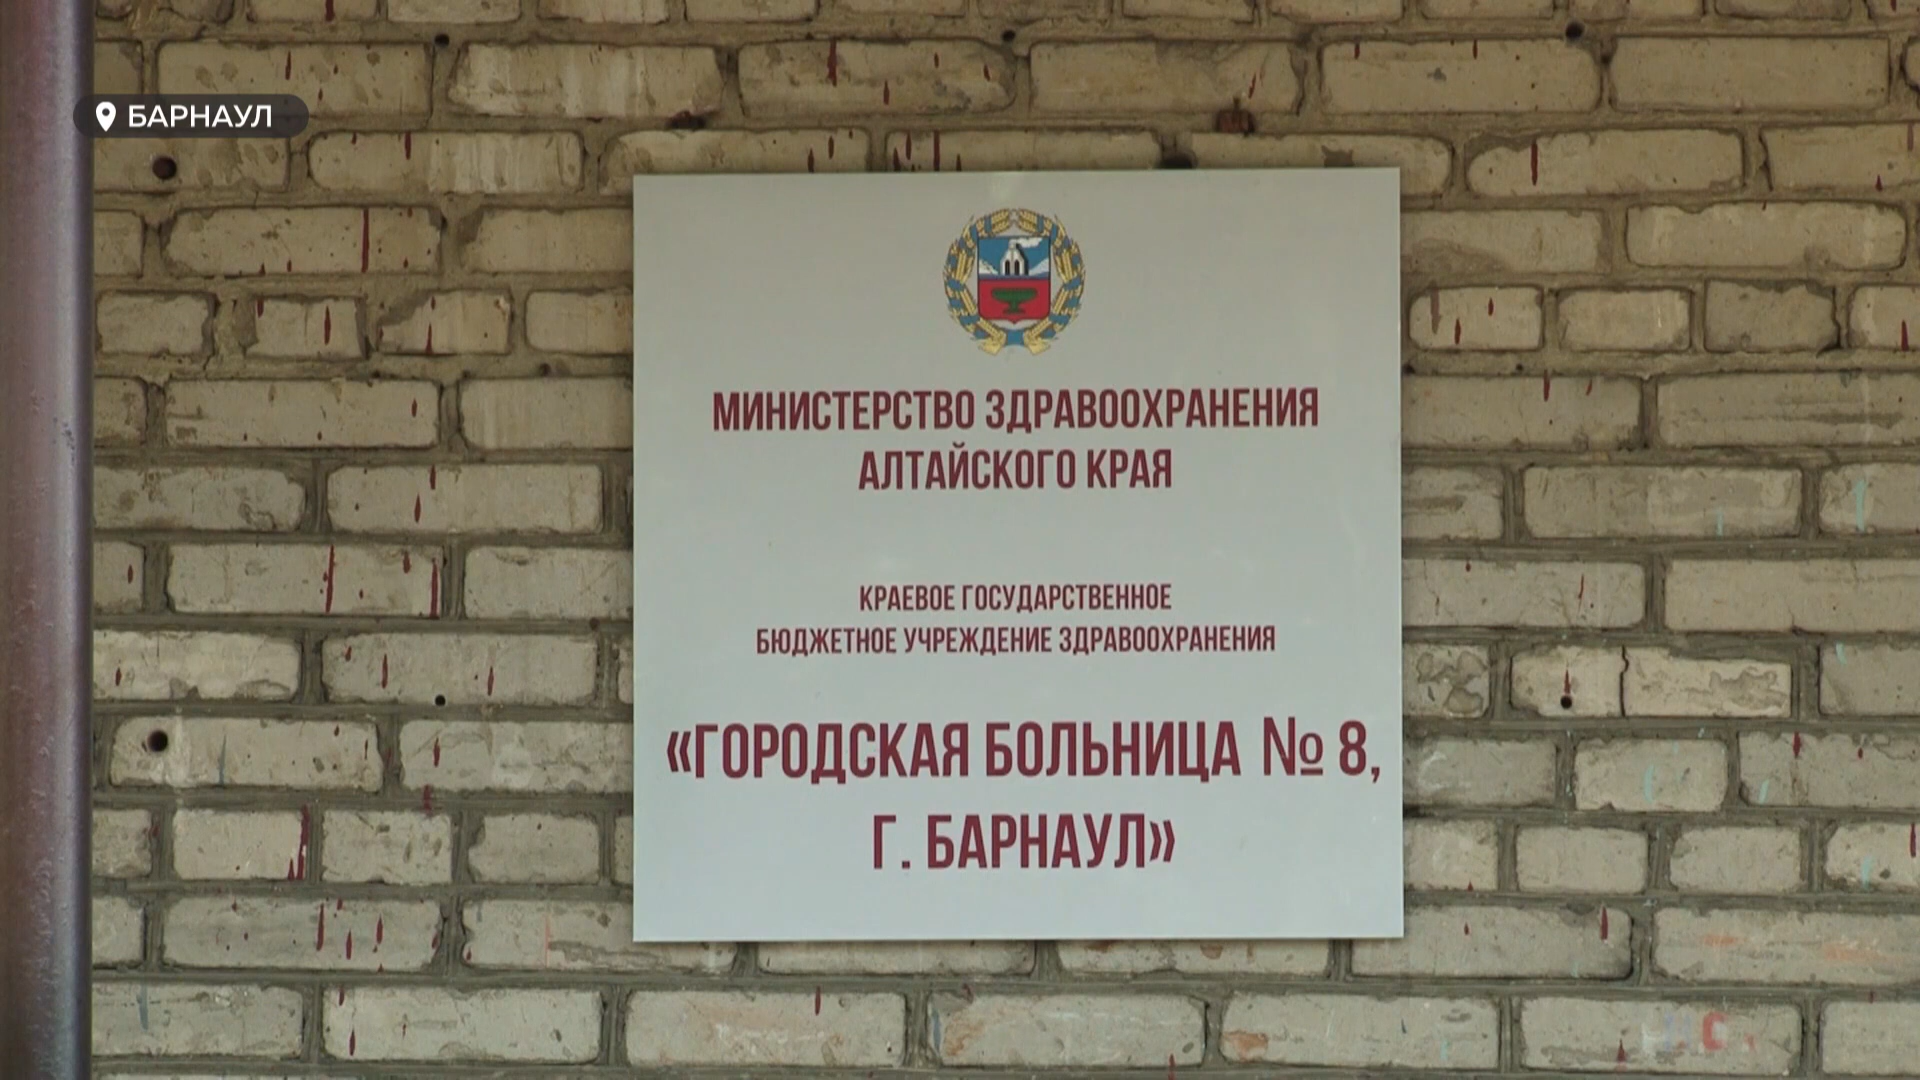 БАРНАУЛ
МИНИСТЕРСТВО ЗДРАВООХРАНЕНИЯ
АЛТАЙСКОГО КРАЯ
КРАЕВОЕ ГОСУДАРСТВЕННОЕ
БЮДЖЕТНОЕ УЧРЕЖДЕНИЕ ЗДРАВООХРАНЕНИЯ
«ГОРОДСКАЯ БОЛЬНИЦА № 8,
Г. БАРНАУЛ»